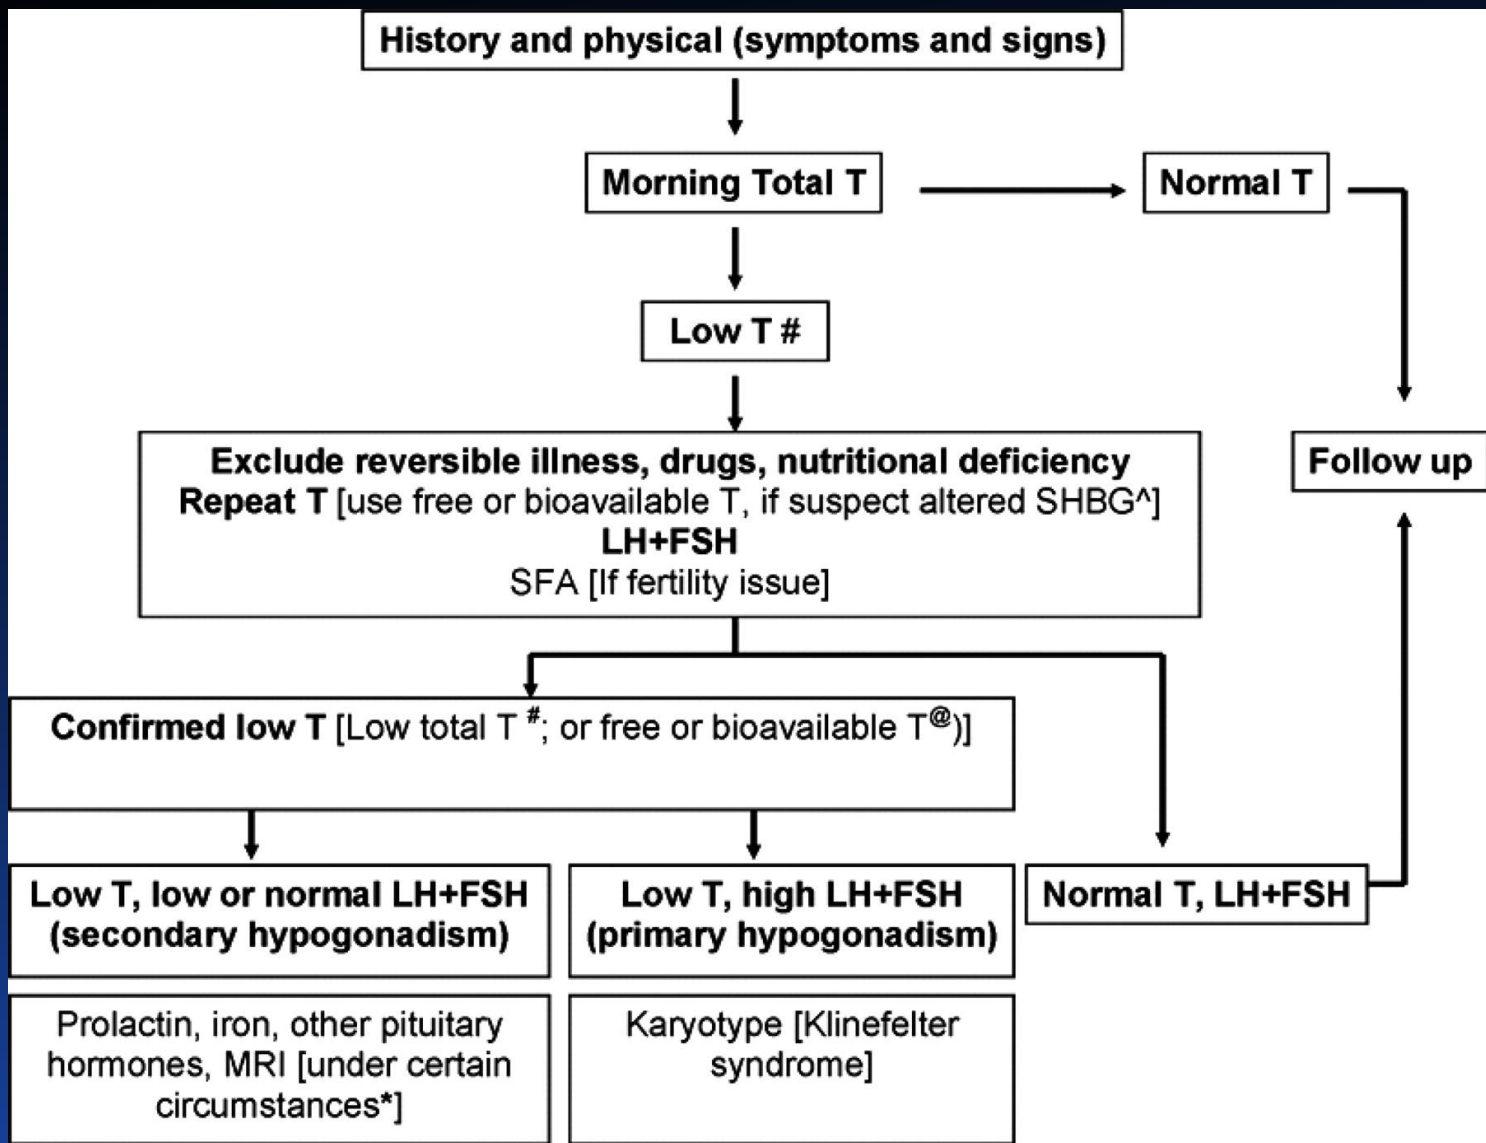 History and physical (symptoms and signs)
Morning Total T
Normal T
Low T #
Exclude reversible illness, drugs, nutritional deficiency
Repeat T [use free or bioavailable T, if suspect altered SHBG^]
LH+FSH
SFA [If fertility issue]
Follow up
Confirmed low T [Low total T #; or free or bioavailable T@)]
Low T, low or normal LH+FSH
(secondary hypogonadism)
Low T, high LH+FSH
(primary hypogonadism)
Normal T, LH+FSH
Prolactin, iron, other pituitary
hormones, MRI [under certain
circumstances*]
Karyotype [Klinefelter
syndrome]